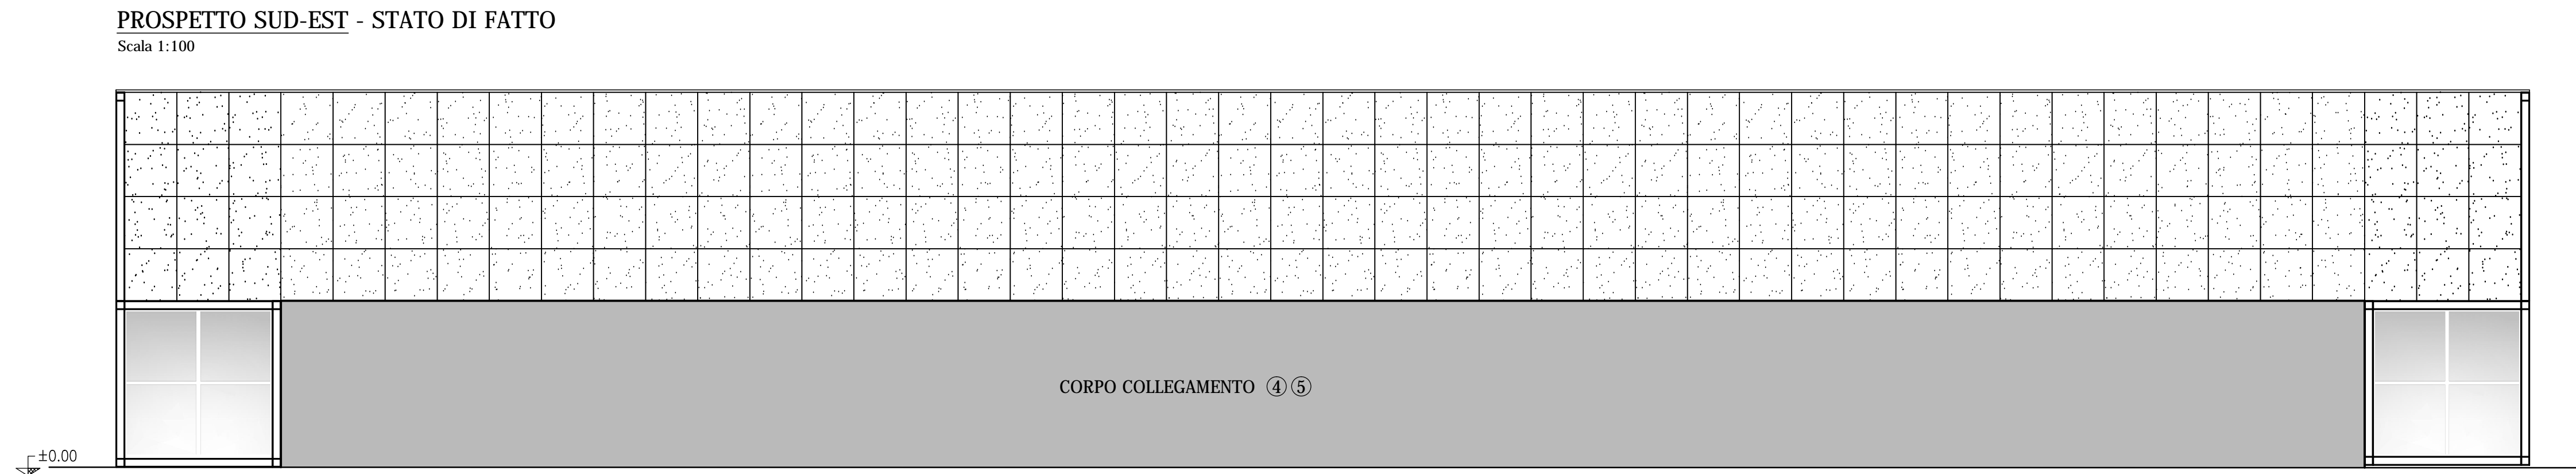 PROSPETTO SUD-EST - STATO DI FATTO
Scala 1:100
CORPO COLLEGAMENTO ④⑤
±0.00